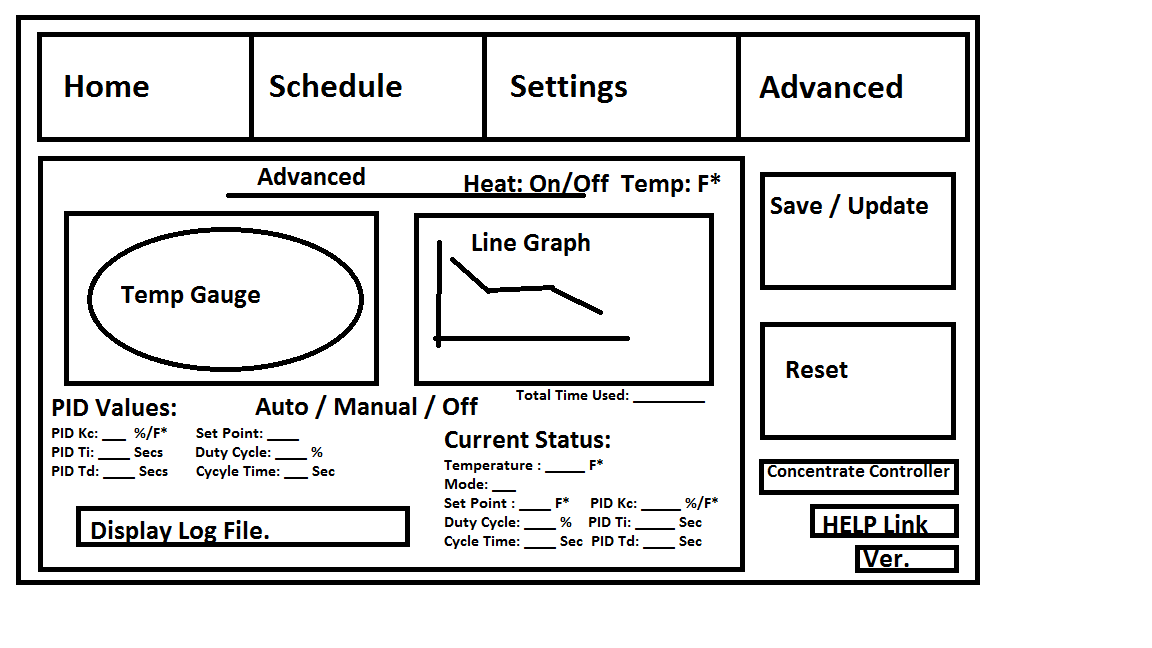 Home Schedule Settings Advanced
Advanced
Heat: On/Off Temp: F*
Temp Gauge
Line Graph
Total Time Used: _________
PID Values:
Auto / Manual / Off
PID Kc: ___ %/F*
PID Ti: ____ Secs
PID Td: ____ Secs
Set Point: ____
Duty Cycle: ____ %
Cycyle Time: ___ Sec
Display Log File.
Current Status:
Temperature : _____ F*
Mode: ___
Set Point : ____ F* PID Kc: _____ %/F*
Duty Cycle: ____ % PID Ti: _____ Sec
Cycle Time: ____ Sec PID Td: ____ Sec
Save / Update
Reset
Concentrate Controller
HELP Link
Ver.